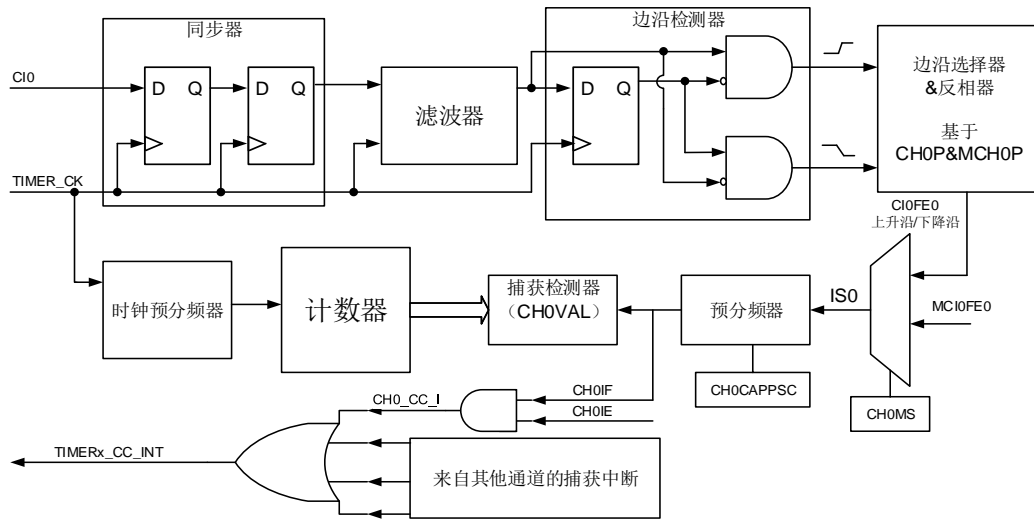 同步器
边沿检测器
CI0
D Q
D Q
滤波器
D Q
边沿选择器
&反相器
基于
CH0P&MCH0P
TIMER_CK
CI0FE0
上升沿/下降沿
时钟预分频器
计数器
捕获检测器
（CH0VAL）
预分频器
IS0
MCI0FE0
CH0CAPPSC
CH0MS
CH0_CC_I
CH0IF
CH0IE
TIMERx_CC_INT
来自其他通道的捕获中断